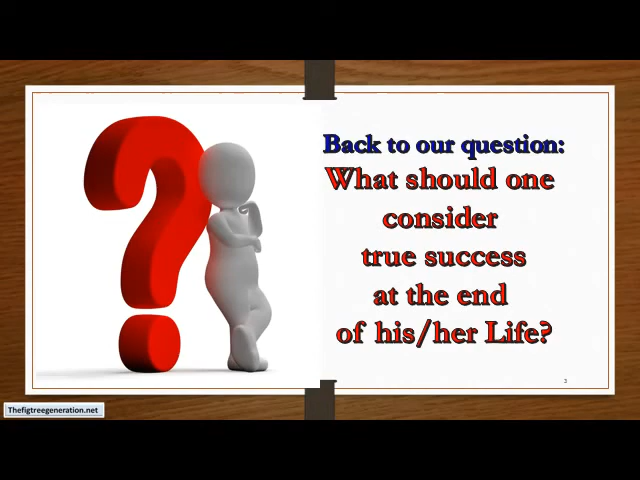 Back to our question:
What should one
consider
true success
at the end
of his/her Life?
3
Thefigtreegeneration.net